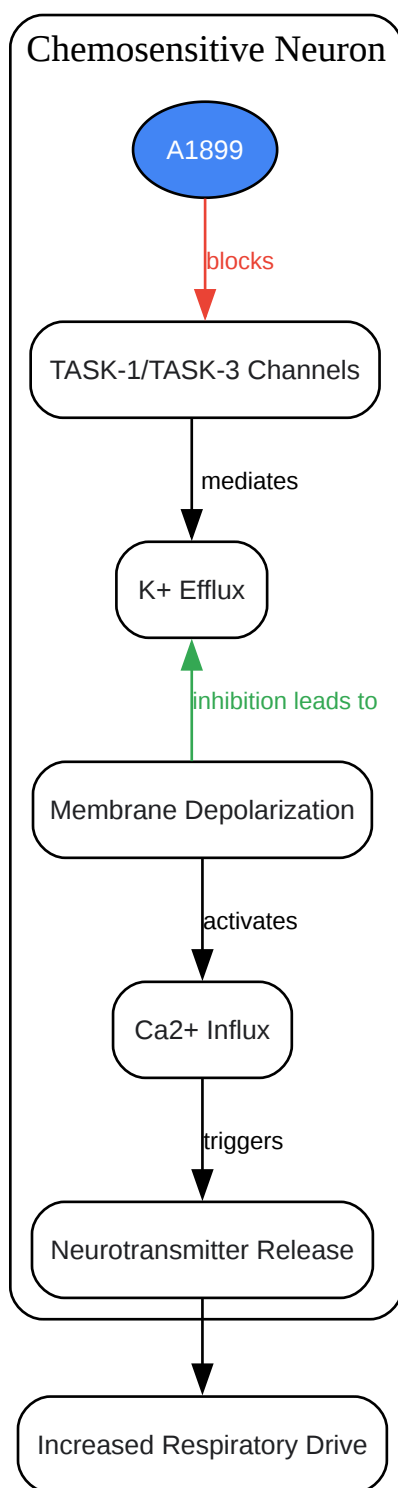 Chemosensitive Neuron
A1899
blocks
TASK-1/TASK-3 Channels
mediates
K+ Efflux
inhibition leads to
Membrane Depolarization
activates
Ca2+ Influx
triggers
Neurotransmitter Release
Increased Respiratory Drive